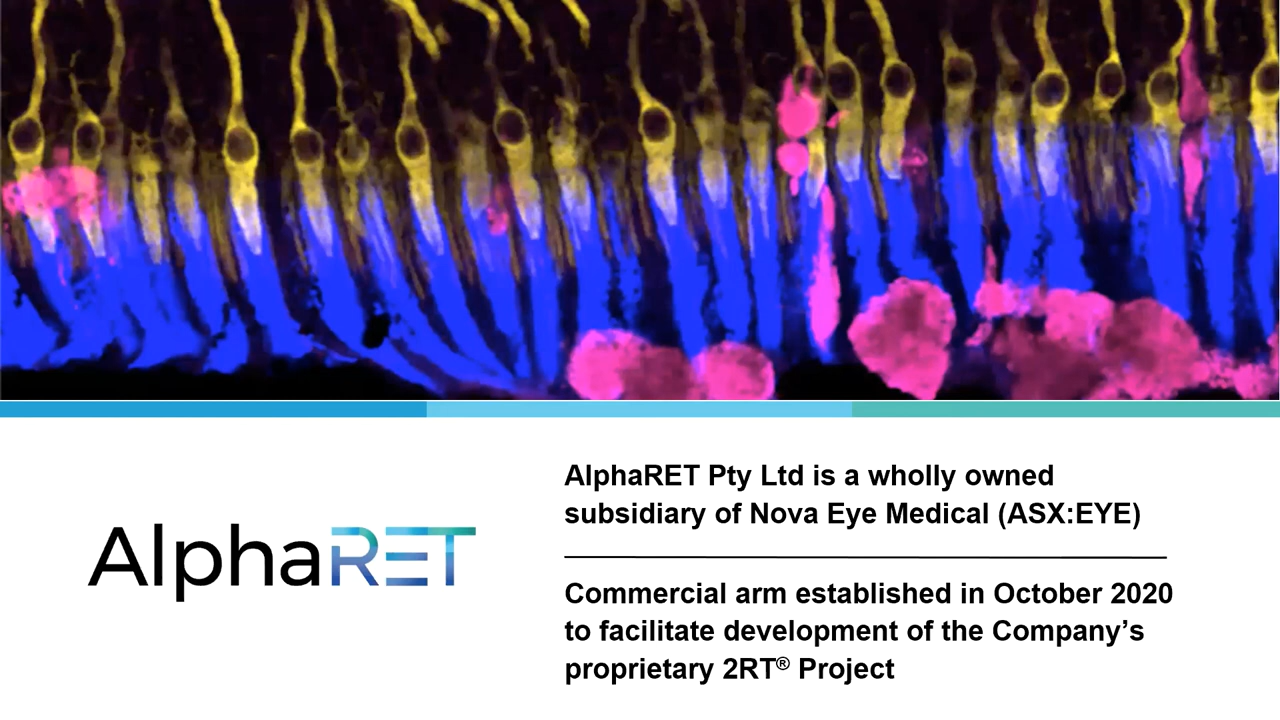 AlphaRET
AlphaRET Pty Ltd is a wholly owned
subsidiary of Nova Eye Medical (ASX:EYE)
Commercial arm established in October 2020
to facilitate development of the Company’s
proprietary 2RT® Project